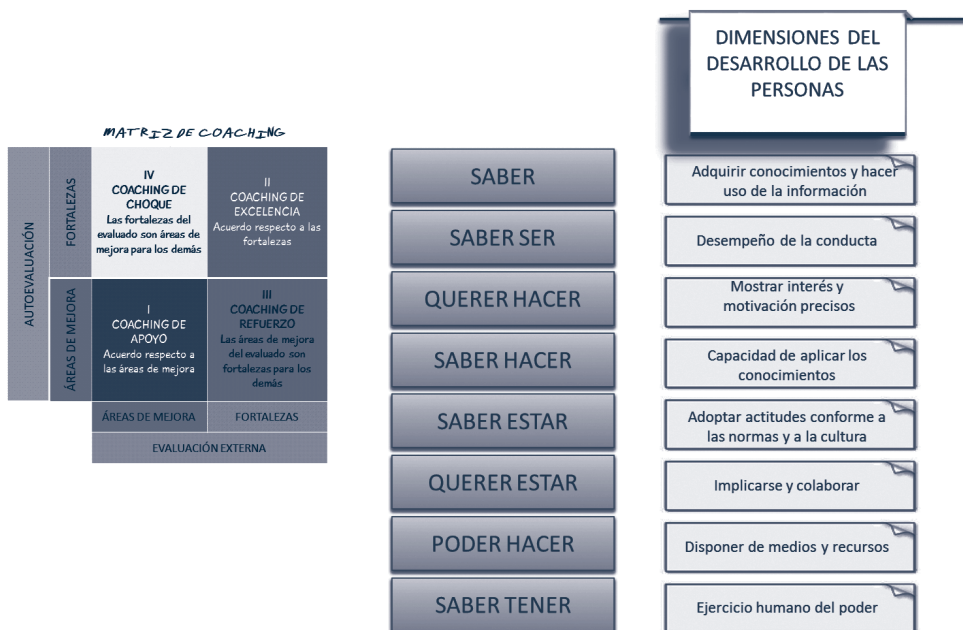 DIMENSIONES DEL
DESARROLLO DE LAS
PERSONAS
MATRIZ DE COACHING
AUTOEVALUACIÓN
FORTALEZAS
IV
COACHING DE
CHOQUE
Las fortalezas del
evaluado son áreas de
mejora para los demás
II
COACHING DE
EXCELENCIA
Acuerdo respecto a las
fortalezas
ÁREAS DE MEJORA
I
COACHING DE
APOYO
Acuerdo respecto a
las áreas de mejora
III
COACHING DE
REFUERZO
Las áreas de mejora
del evaluado son
fortalezas para los
demás
ÁREAS DE MEJORA
FORTALEZAS
EVALUACIÓN EXTERNA
SABER
Adquirir conocimientos y hacer
uso de la información
SABER SER
Desempeño de la conducta
QUERER HACER
Mostrar interés y
motivación precisos
SABER HACER
Capacidad de aplicar los
conocimientos
SABER ESTAR
Adoptar actitudes conforme a
las normas y a la cultura
QUERER ESTAR
Implicarse y colaborar
PODER HACER
Disponer de medios y recursos
SABER TENER
Ejercicio humano del poder